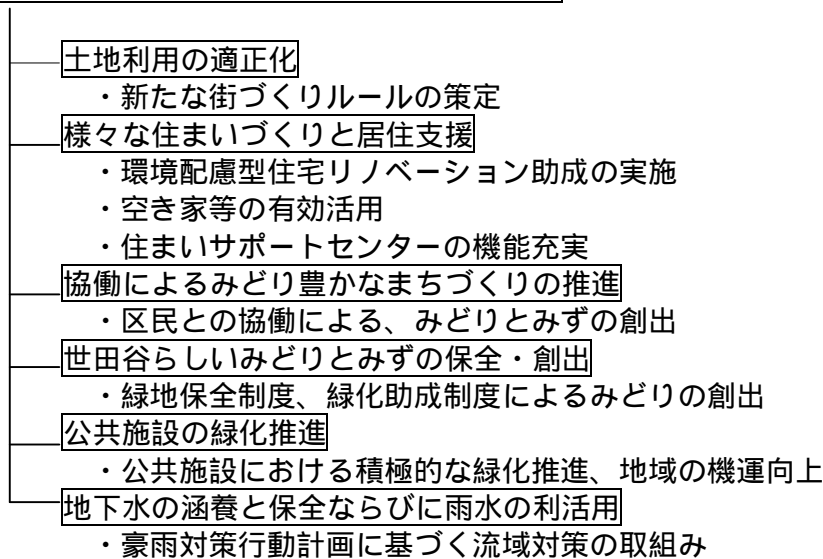 土地利用の適正化
・新たな街づくりルールの策定
様々な住まいづくりと居住支援
・環境配慮型住宅リノベーション助成の実施
・空き家等の有効活用
・住まいサポートセンターの機能充実
協働によるみどり豊かなまちづくりの推進
・区民との協働による、みどりとみずの創出
世田谷らしいみどりとみずの保全・創出
・緑地保全制度、緑化助成制度によるみどりの創出
公共施設の緑化推進
・公共施設における積極的な緑化推進、地域の機運向上
地下水の涵養と保全ならびに雨水の利活用
・豪雨対策行動計画に基づく流域対策の取組み